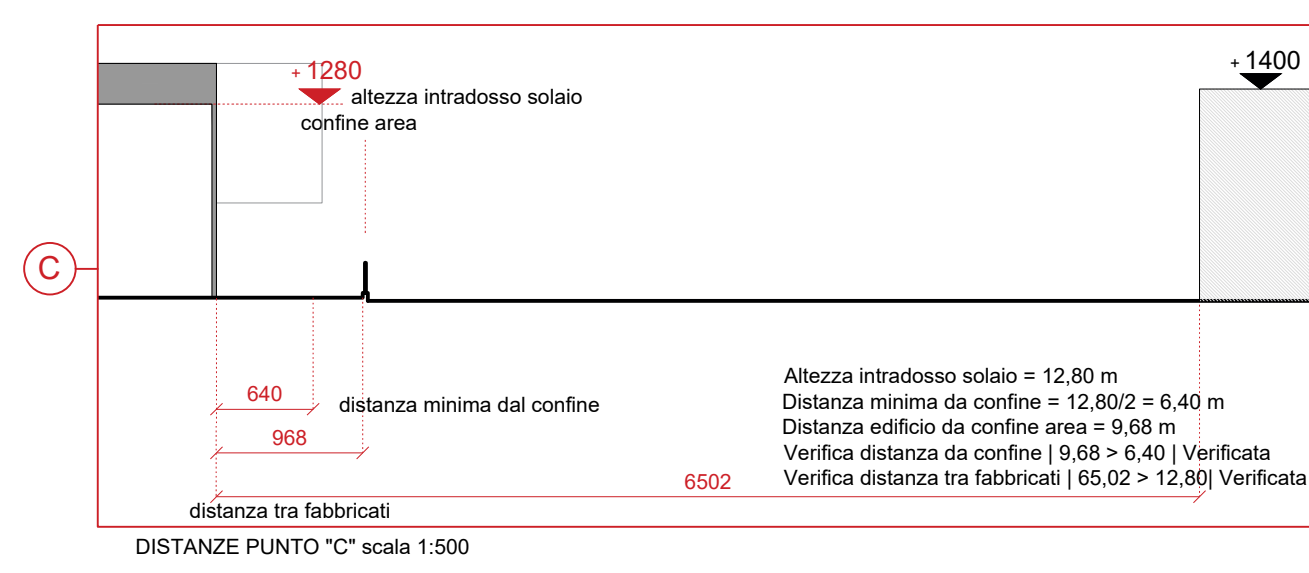 + 1280
+ 1400
altezza intradosso solaio
confine area
C
640
distanza minima dal confine
968
6502
distanza tra fabbricati
Altezza intradosso solaio = 12,80 m
Distanza minima da confine = 12,80/2 = 6,40 m
Distanza edificio da confine area = 9,68 m
Verifica distanza da confine | 9,68 > 6,40 | Verificata
Verifica distanza tra fabbricati | 65,02 > 12,80| Verificata
DISTANZE PUNTO "C" scala 1:500